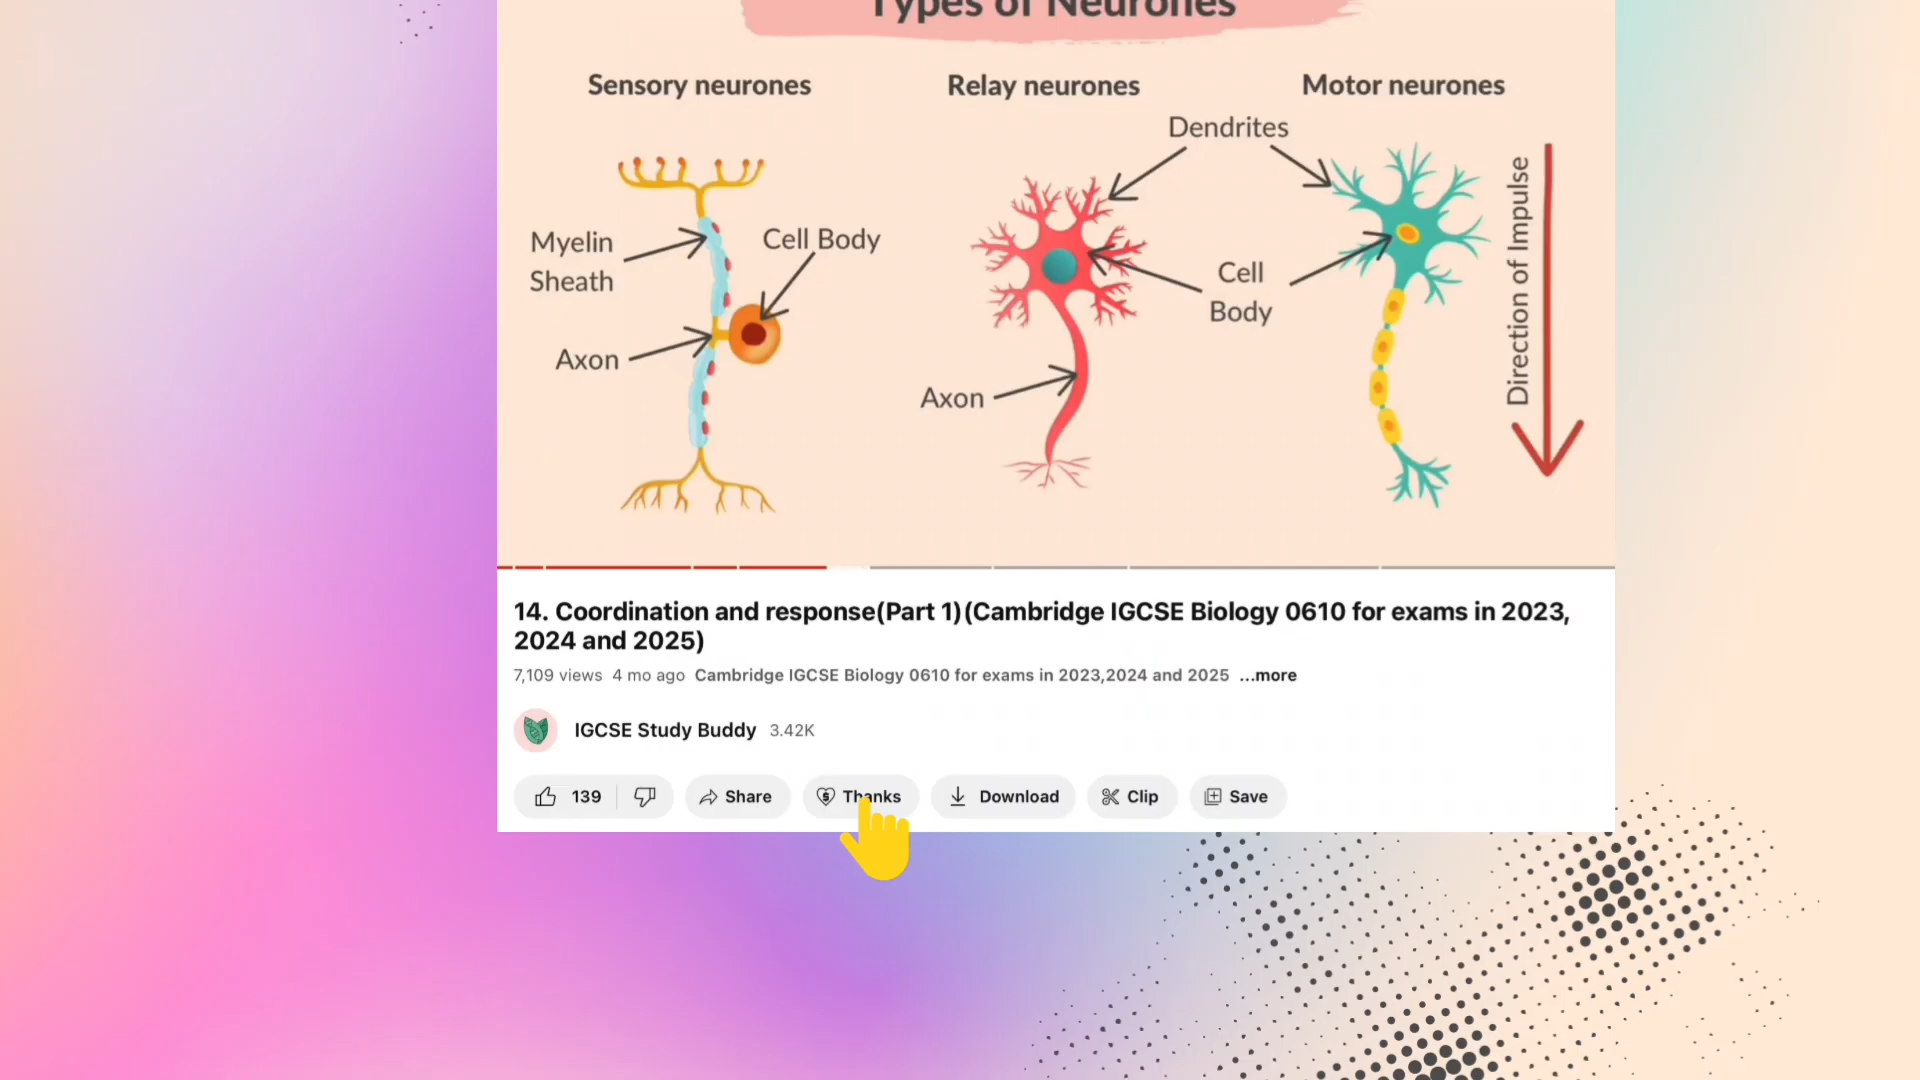 Types of Neurones
Sensory neurones
Relay neurones
Motor neurones
Dendrites
Myelin
Sheath
Cell Body
Cell
Body
Axon
Axon
Direction of Impulse
14. Coordination and response(Part 1)(Cambridge IGCSE Biology 0610 for exams in 2023,
2024 and 2025)
7,109 views 4 mo ago Cambridge IGCSE Biology 0610 for exams in 2023,2024 and 2025 ...more
IGCSE Study Buddy 3.42K
139 Share Thanks Download Clip Save